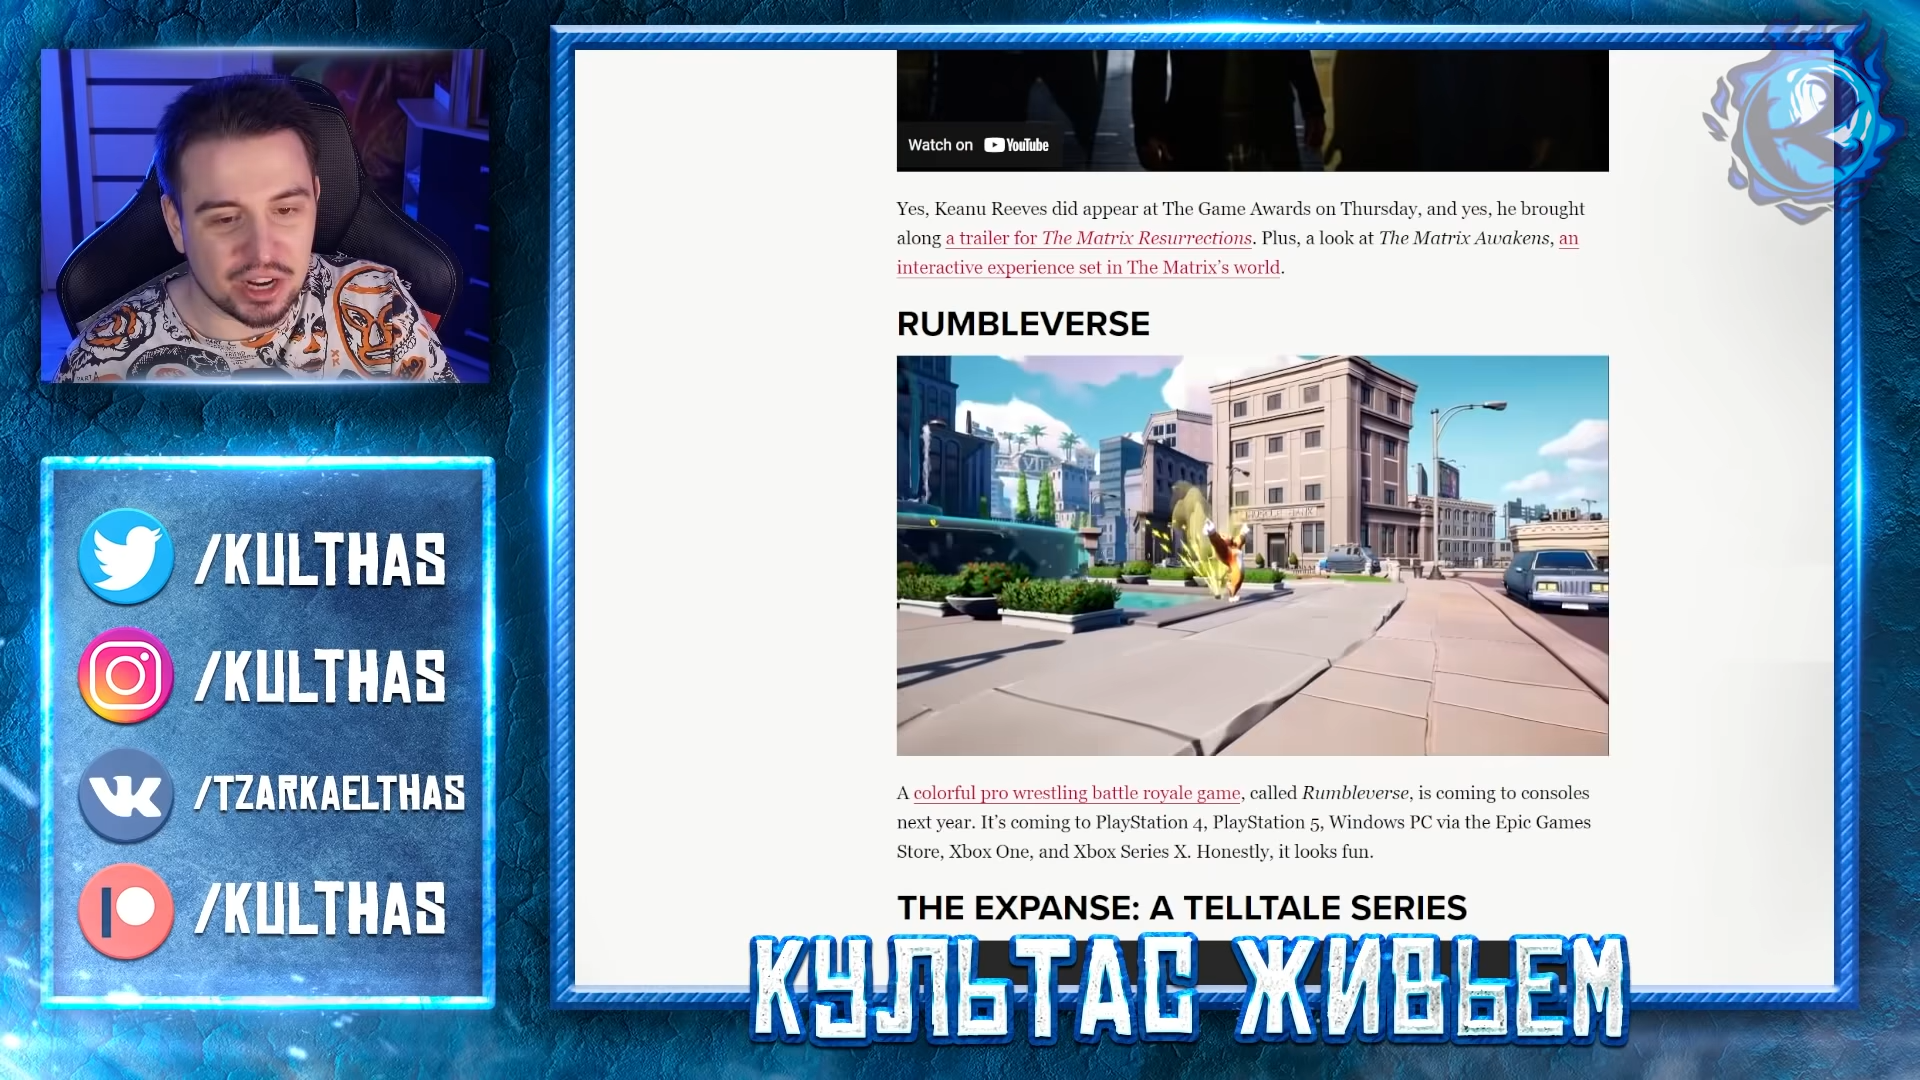 Watch on YouTube
Yes, Keanu Reeves did appear at The Game Awards on Thursday, and yes, he brought
along a trailer for The Matrix Resurrections. Plus, a look at The Matrix Awakens, an
interactive experience set in The Matrix’s world.
RUMBLEVERSE
A colorful pro wrestling battle royale game, called Rumbleverse, is coming to consoles
next year. It’s coming to PlayStation 4, PlayStation 5, Windows PC via the Epic Games
Store, Xbox One, and Xbox Series X. Honestly, it looks fun.
THE EXPANSE: A TELLTALE SERIES
/KULTHAS
/KULTHAS
/TZARKAELTHAS
/KULTHAS
КУЛЬТАС ЖИВЬЕМ